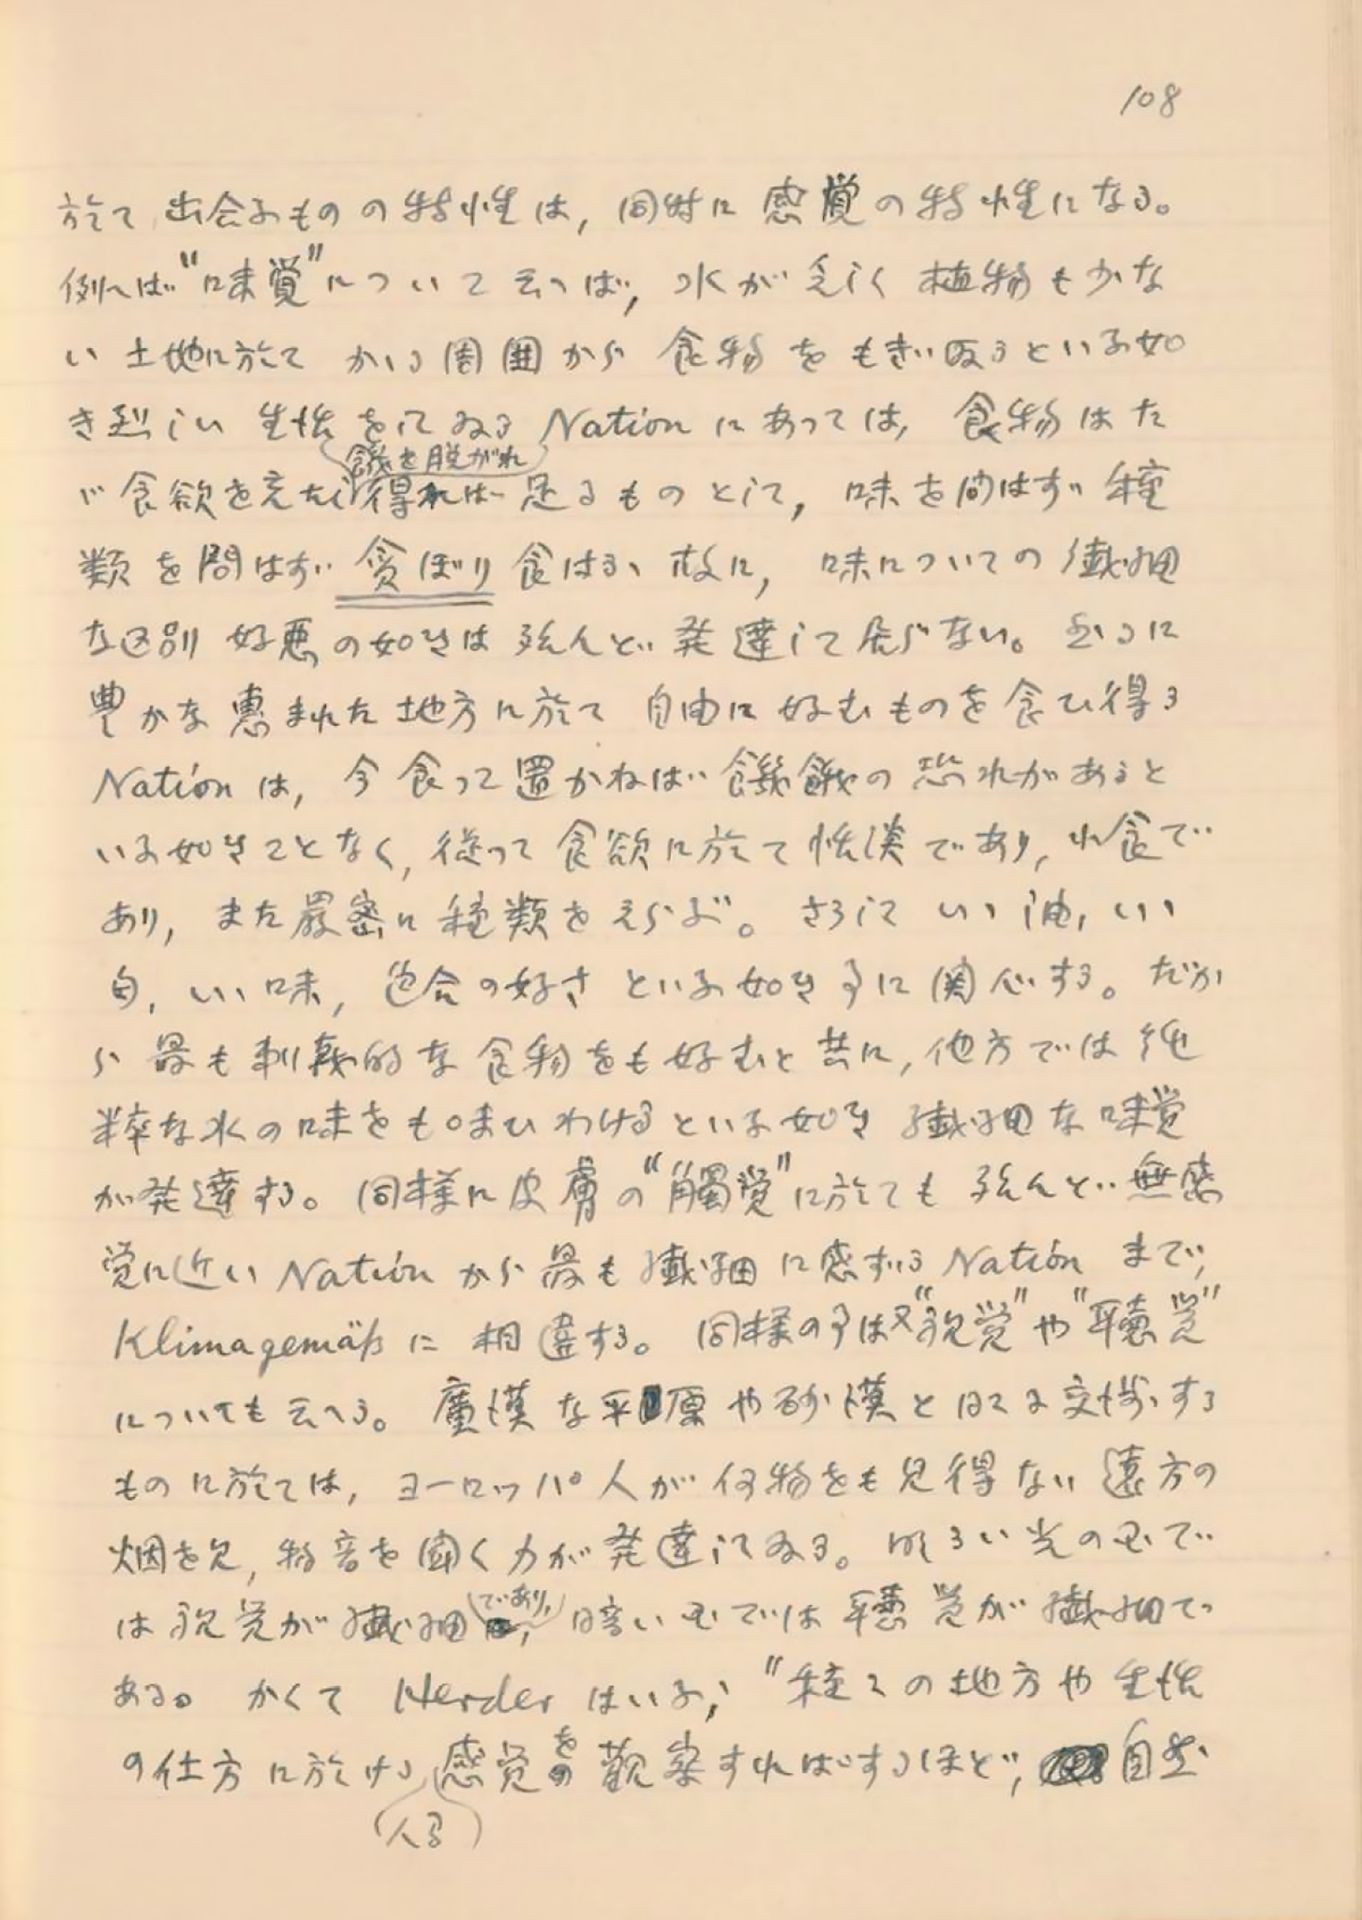 108
於て出会ふものの特性は，同時に感覚の特性になる。
例へば"味覚"について云へば，水が乏しく植物も少な
い土地に於てかゝる周囲から食物をもぎ取るといふ如
き烈しい生活をしてゐるNationにあっては，食物はた
餓を脱がれ
ゞ食欲を充たし得れば足るものとして，味を問はず種
類を問はず貪ぼり食はる，故に，味についての繊細
な区別好悪の如きは殆んど発達して居らない。然るに
豊かな恵まれた地方に於て自由に好むものを食ひ得る
Nationは，今食って置かねば饑餓の恐れがあると
いふ如きことなく，従って食欲に於て恬淡であり，小食で
あり，また厳密に種類をえらぶ。さうしていゝ油，いゝ
匂，いゝ味，色合の好さといふ如き事に関心する。だか
ら最も刺戟的な食物をも好むと共に，他方では純
粋な水の味をも味ひわけるといふ如き繊細な味覚
が発達する。同様に皮膚の"觸覚"に於ても殆んど無感
覚に近いNationから最も繊細に感ずるNationまで，
Klimagemäßに相違する。同様の事は又"視覚"や"聴覚"
についても云へる。廣漠な平原や砂漠と日々交渉する
ものに於ては，ヨーロッパ人が何物をも見得ない遠方の
烟を見，物音を聞く力が発達してゐる。明るい光の国で
は視覚が繊細であり，暗い国では聴覚が繊細で
ある。かくてHerderはいふ；"種々の地方や生活
の仕方に於ける感覚を観察すればするほど，自然
（人る）